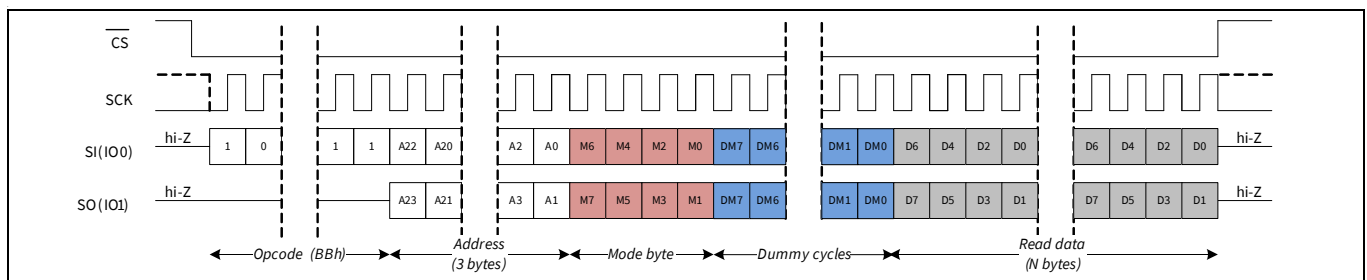 CS
SCK
SI(IO0) hi-Z 1 0 1 1 A22 A20 A2 A0 M6 M4 M2 M0 DM7 DM6 DM1 DM0 D6 D4 D2 D0 D6 D4 D2 D0 hi-Z
SO(IO1) hi-Z A23 A21 A3 A1 M7 M5 M3 M1 DM7 DM6 DM1 DM0 D7 D5 D3 D1 D7 D5 D3 D1 hi-Z
Opcode (BBh) Address Mode byte Dummy cycles Read data
(3 bytes) (N bytes)